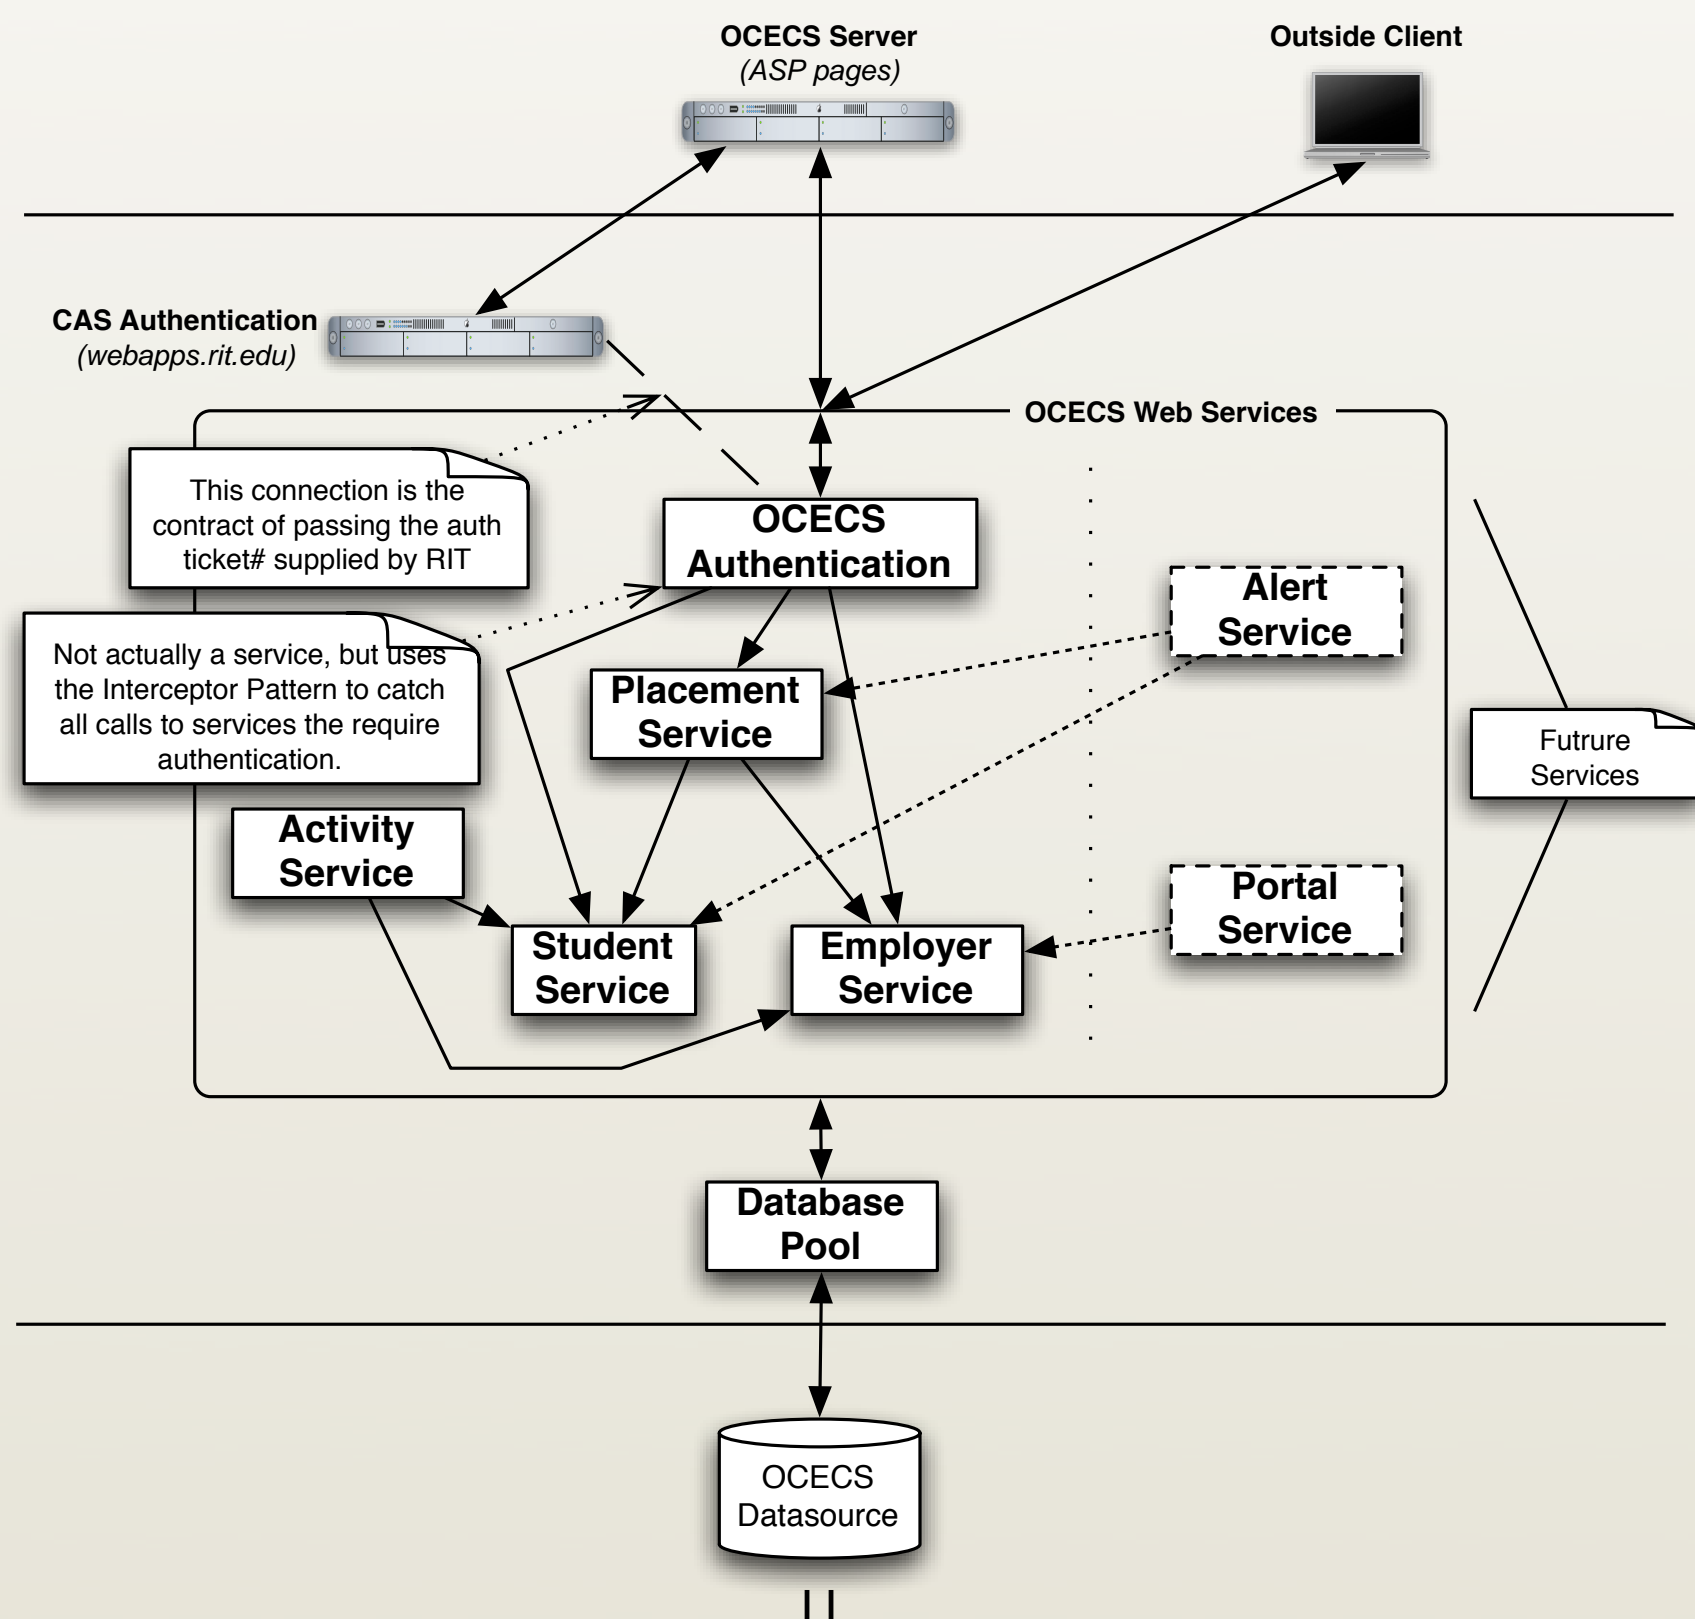 OCECS Server
(ASP pages)
Outside Client
CAS Authentication
(webapps.rit.edu)
OCECS Web Services
This connection is the
contract of passing the auth
ticket# supplied by RIT
OCECS
Authentication
Alert
Service
Not actually a service, but uses
the Interceptor Pattern to catch
all calls to services the require
authentication.
Placement
Service
Futrure
Services
Activity
Service
Portal
Service
Student
Service
Employer
Service
Database
Pool
OCECS
Datasource